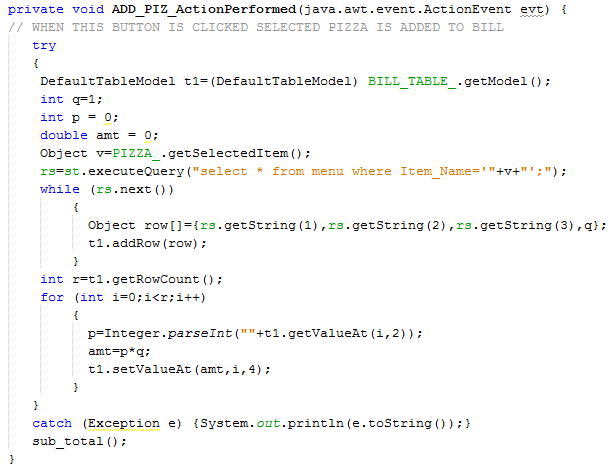 private void ADD_PIZ_ActionPerformed(java.awt.event.ActionEvent evt) {
// WHEN THIS BUTTON IS CLICKED SELECTED PIZZA IS ADDED TO BILL
try
{
DefaultTableModel t1=(DefaultTableModel) BILL_TABLE_.getModel();
int q=1;
int p = 0;
double amt = 0;
Object v=PIZZA_.getSelectedItem();
rs=st.executeQuery("select * from menu where Item_Name='"+v+"';");
while (rs.next())
{
Object row[]={rs.getString(1),rs.getString(2),rs.getString(3),q};
t1.addRow(row);
}
int r=t1.getRowCount();
for (int i=0;i<r;i++)
{
p=Integer.parseInt(""+t1.getValueAt(i,2));
amt=p*q;
t1.setValueAt(amt,i,4);
}
}
catch (Exception e) {System.out.println(e.toString());}
sub_total();
}